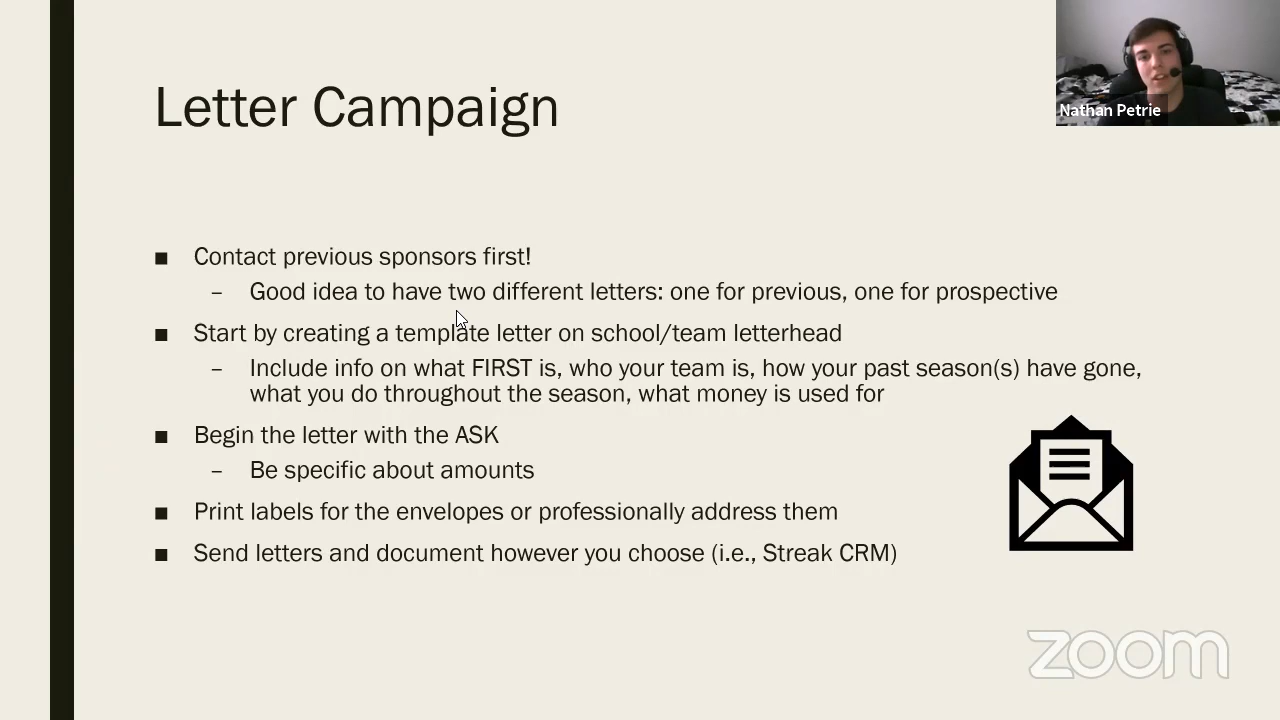 Letter Campaign
Nathan Petrie
■ Contact previous sponsors first!
– Good idea to have two different letters: one for previous, one for prospective
■ Start by creating a template letter on school/team letterhead
– Include info on what FIRST is, who your team is, how your past season(s) have gone,
what you do throughout the season, what money is used for
■ Begin the letter with the ASK
– Be specific about amounts
■ Print labels for the envelopes or professionally address them
■ Send letters and document however you choose (i.e., Streak CRM)
zoom